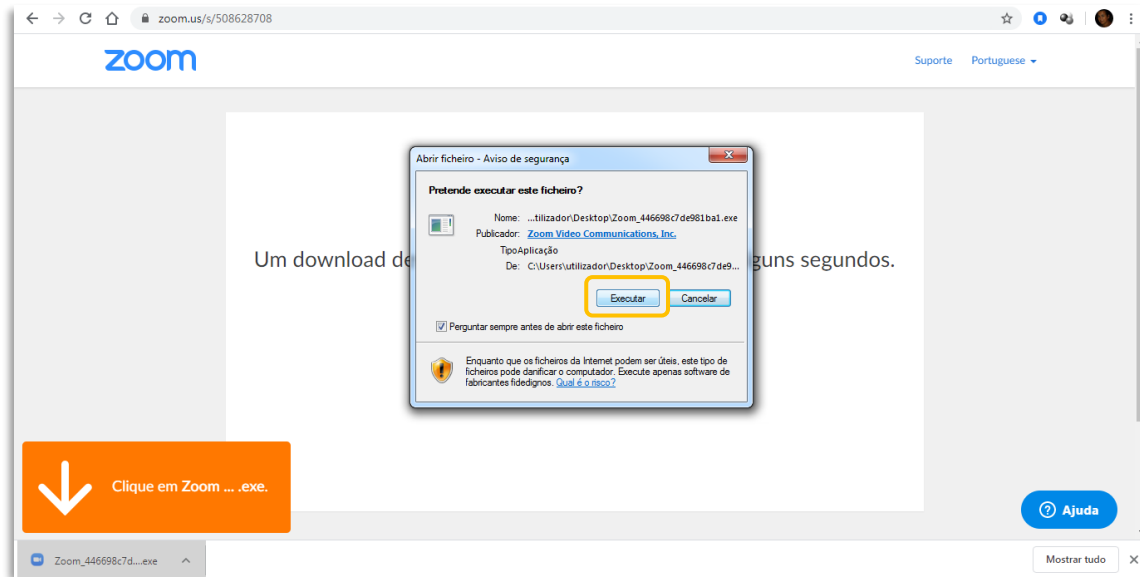 zoom.us/s/508628708
zoom
Suporte Portuguese
Abrir ficheiro - Aviso de segurança
Pretende executar este ficheiro?
Nome: ...tilizador\Desktop\Zoom_446698c7de981ba1.exe
Publicador: Zoom Video Communications, Inc.
TipoAplicação
De: C:\Users\utilizador\Desktop\Zoom_446698c7de9...
Um download de
guns segundos.
Executar Cancelar
Perguntar sempre antes de abrir este ficheiro
Enquanto que os ficheiros da Internet podem ser úteis, este tipo de
ficheiros pode danificar o computador. Execute apenas software de
fabricantes fidedignos. Qual é o risco?
Clique em Zoom ... .exe.
Ajuda
Zoom_446698c7d....exe
Mostrar tudo